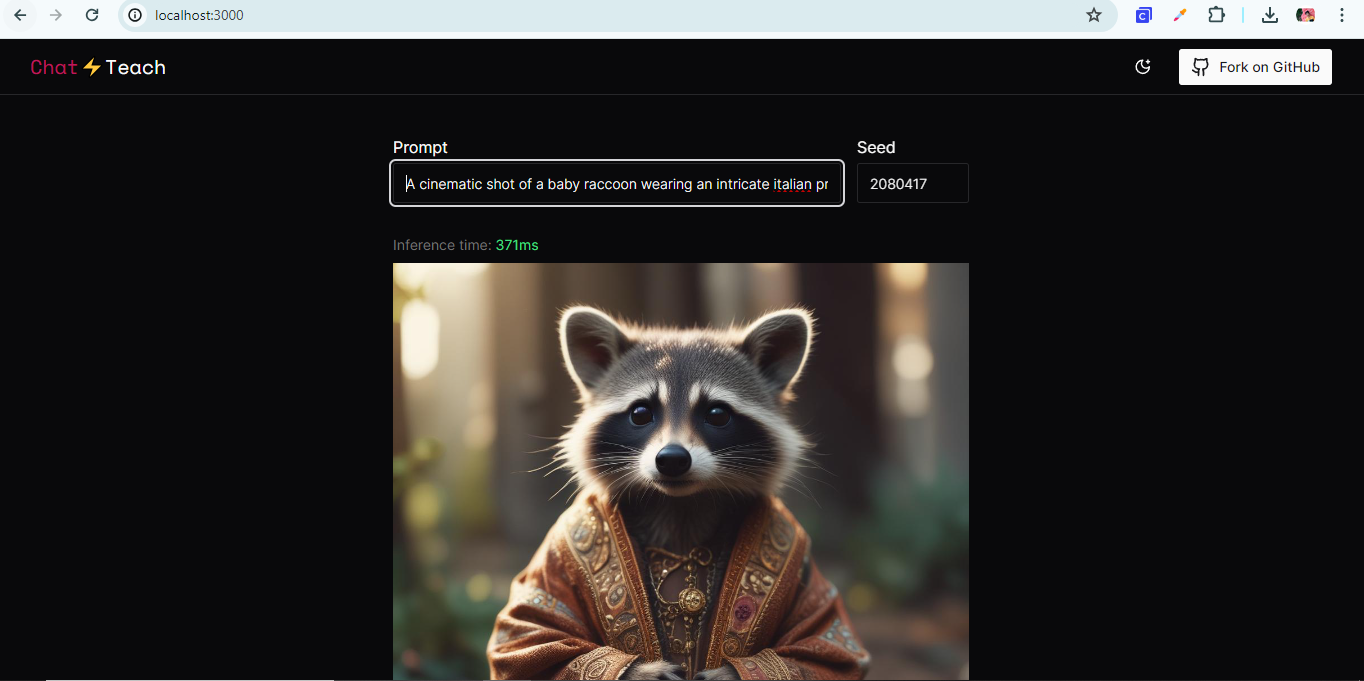 localhost:3000
Chat⚡Teach
Fork on GitHub
Prompt
Seed
A cinematic shot of a baby raccoon wearing an intricate italian pr
2080417
Inference time: 371ms